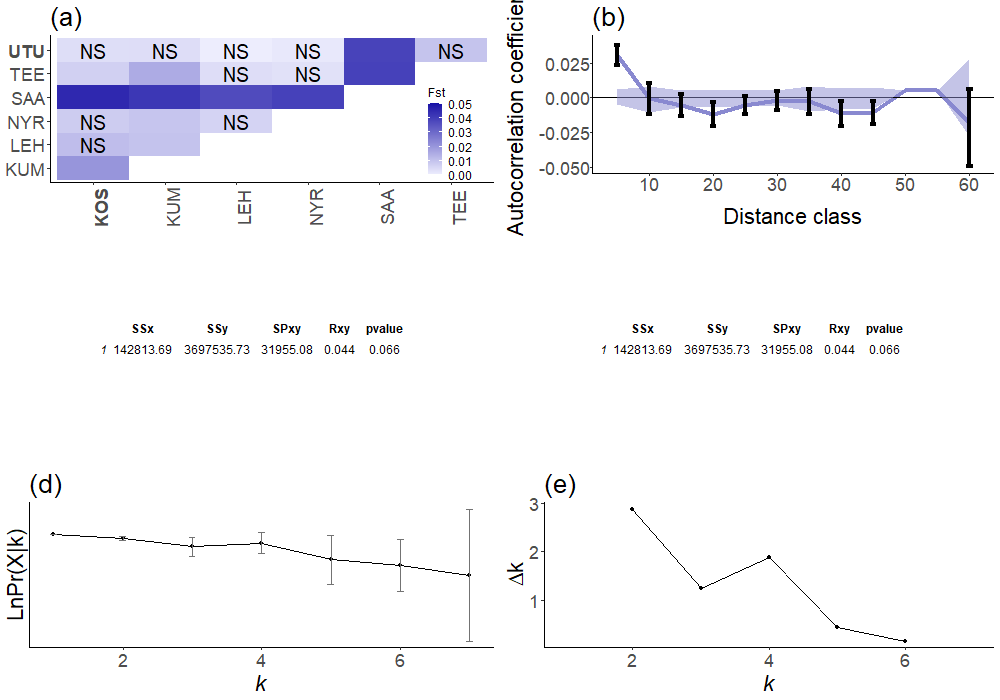 (a)
UTU
TEE
SAA
NYR
LEH
KUM
NS NS NS NS NS
NS NS
NS NS
NS
Fst
0.05
0.04
0.03
0.02
0.01
0.00
KOS KUM LEH NYR SAA TEE
(b)
Autocorrelation coefficien
0.025
0.000
-0.025
-0.050
10 20 30 40 50 60
Distance class
SSx SSy SPxy Rxy pvalue
1 142813.69 3697535.73 31955.08 0.044 0.066
SSx SSy SPxy Rxy pvalue
1 142813.69 3697535.73 31955.08 0.044 0.066
(d)
LnPr(X|k)
2 4 6
k
(e)
Δk
3
2
1
2 4 6
k